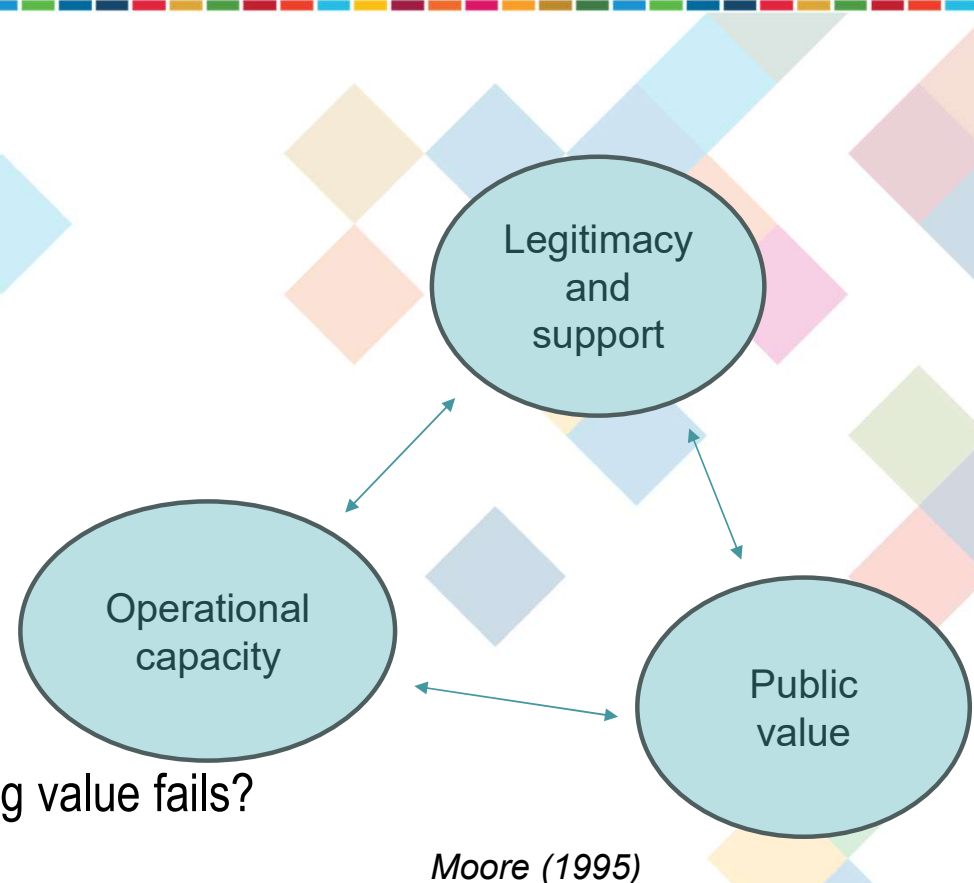 Legitimacy
and
support
Operational
capacity
Public
value
g value fails?
Moore (1995)